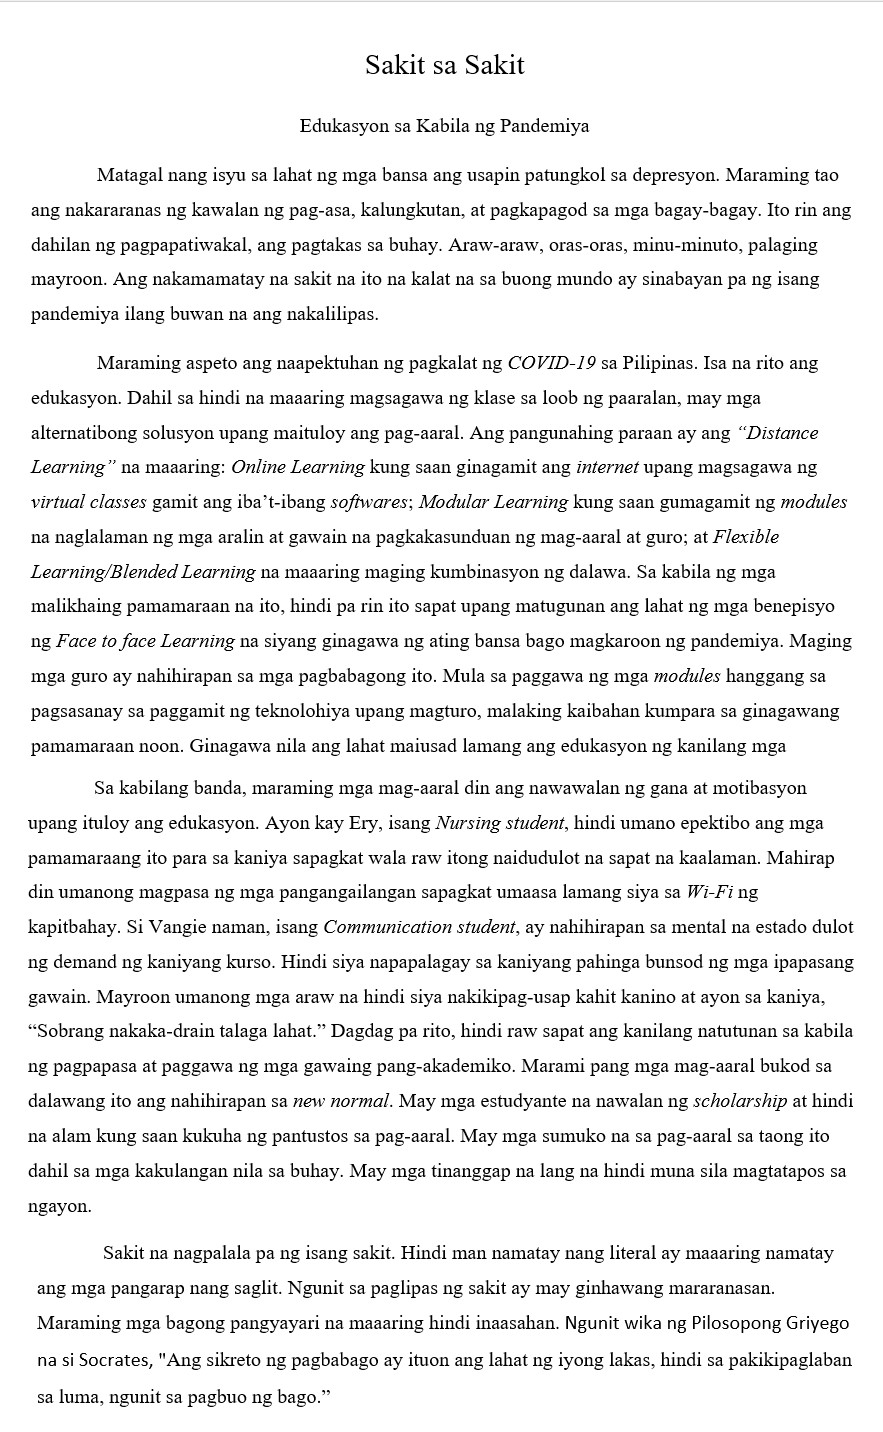 Sakit sa Sakit
Edukasyon sa Kabila ng Pandemiya
Matagal nang isyu sa lahat ng mga bansa ang usapin patungkol sa depresyon. Maraming tao
ang nakararanas ng kawalan ng pag-asa, kalungkutan, at pagkapagod sa mga bagay-bagay. Ito rin ang
dahilan ng pagpapatiwakal, ang pagtakas sa buhay. Araw-araw, oras-oras, minu-minuto, palaging
mayroon. Ang nakamamatay na sakit na ito na kalat na sa buong mundo ay sinabayan pa ng isang
pandemiya ilang buwan na ang nakalilipas.
Maraming aspeto ang naapektuhan ng pagkalat ng COVID-19 sa Pilipinas. Isa na rito ang
edukasyon. Dahil sa hindi na maaaring magsagawa ng klase sa loob ng paaralan, may mga
alternatibong solusyon upang maituloy ang pag-aaral. Ang pangunahing paraan ay ang “Distance
Learning” na maaaring: Online Learning kung saan ginagamit ang internet upang magsagawa ng
virtual classes gamit ang iba’t-ibang softwares; Modular Learning kung saan gumagamit ng modules
na naglalaman ng mga aralin at gawain na pagkakasunduan ng mag-aaral at guro; at Flexible
Learning/Blended Learning na maaaring maging kumbinasyon ng dalawa. Sa kabila ng mga
malikhaing pamamaraan na ito, hindi pa rin ito sapat upang matugunan ang lahat ng mga benepisyo
ng Face to face Learning na siyang ginagawa ng ating bansa bago magkaroon ng pandemiya. Maging
mga guro ay nahihirapan sa mga pagbabagong ito. Mula sa paggawa ng mga modules hanggang sa
pagsasanay sa paggamit ng teknolohiya upang magturo, malaking kaibahan kumpara sa ginagawang
pamamaraan noon. Ginagawa nila ang lahat maiusad lamang ang edukasyon ng kanilang mga
Sa kabilang banda, maraming mga mag-aaral din ang nawawalan ng gana at motibasyon
upang ituloy ang edukasyon. Ayon kay Ery, isang Nursing student, hindi umano epektibo ang mga
pamamaraang ito para sa kaniya sapagkat wala raw itong naidudulot na sapat na kaalaman. Mahirap
din umanong magpasa ng mga pangangailangan sapagkat umaasa lamang siya sa Wi-Fi ng
kapitbahay. Si Vangie naman, isang Communication student, ay nahihirapan sa mental na estado dulot
ng demand ng kaniyang kurso. Hindi siya napapalagay sa kaniyang pahinga bunsod ng mga ipapasang
gawain. Mayroon umanong mga araw na hindi siya nakikipag-usap kahit kanino at ayon sa kaniya,
“Sobrang nakaka-drain talaga lahat.” Dagdag pa rito, hindi raw sapat ang kanilang natutunan sa kabila
ng pagpapasa at paggawa ng mga gawaing pang-akademiko. Marami pang mga mag-aaral bukod sa
dalawang ito ang nahihirapan sa new normal. May mga estudyante na nawalan ng scholarship at hindi
na alam kung saan kukuha ng pantustos sa pag-aaral. May mga sumuko na sa pag-aaral sa taong ito
dahil sa mga kakulangan nila sa buhay. May mga tinanggap na lang na hindi muna sila magtatapos sa
ngayon.
Sakit na nagpalala pa ng isang sakit. Hindi man namatay nang literal ay maaaring namatay
ang mga pangarap nang saglit. Ngunit sa paglipas ng sakit ay may ginhawang mararanasan.
Maraming mga bagong pangyayari na maaaring hindi inaasahan. Ngunit wika ng Pilosopong Griyego
na si Socrates, "Ang sikreto ng pagbabago ay ituon ang lahat ng iyong lakas, hindi sa pakikipaglaban
sa luma, ngunit sa pagbuo ng bago.”